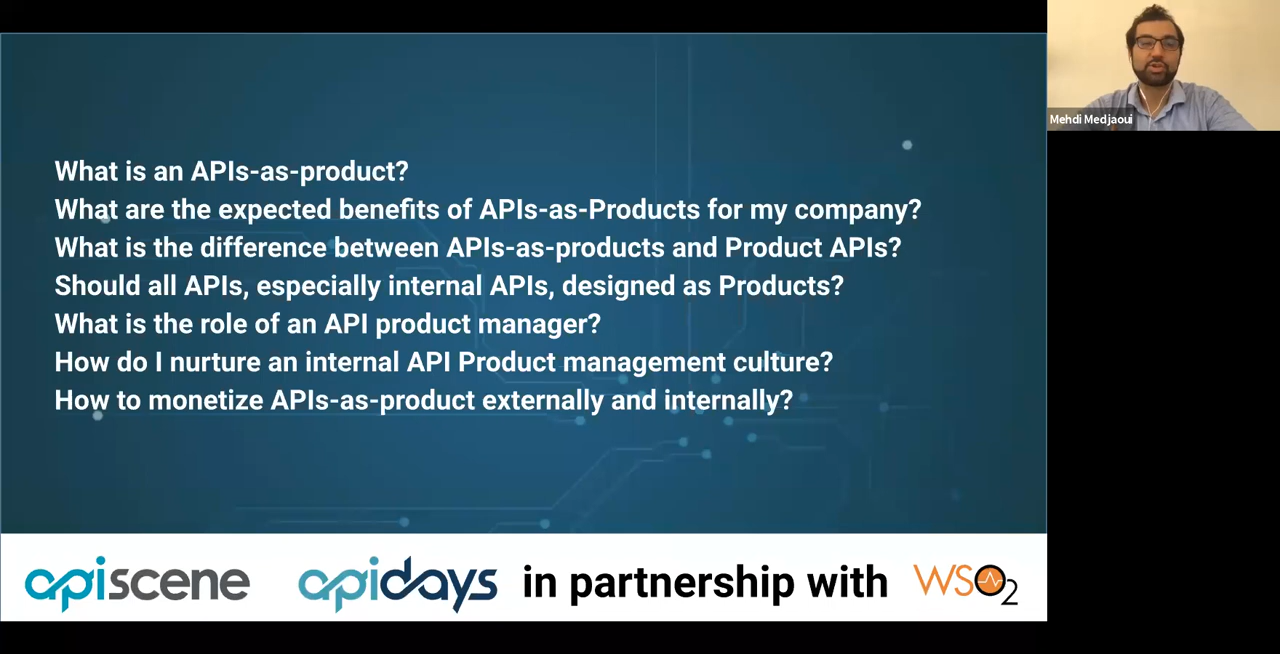 What is an APIs-as-product?
What are the expected benefits of APIs-as-Products for my company?
What is the difference between APIs-as-products and Product APIs?
Should all APIs, especially internal APIs, designed as Products?
What is the role of an API product manager?
How do I nurture an internal API Product management culture?
How to monetize APIs-as-product externally and internally?
apiscene apidays in partnership with WSO2
Mehdi Medjaoui